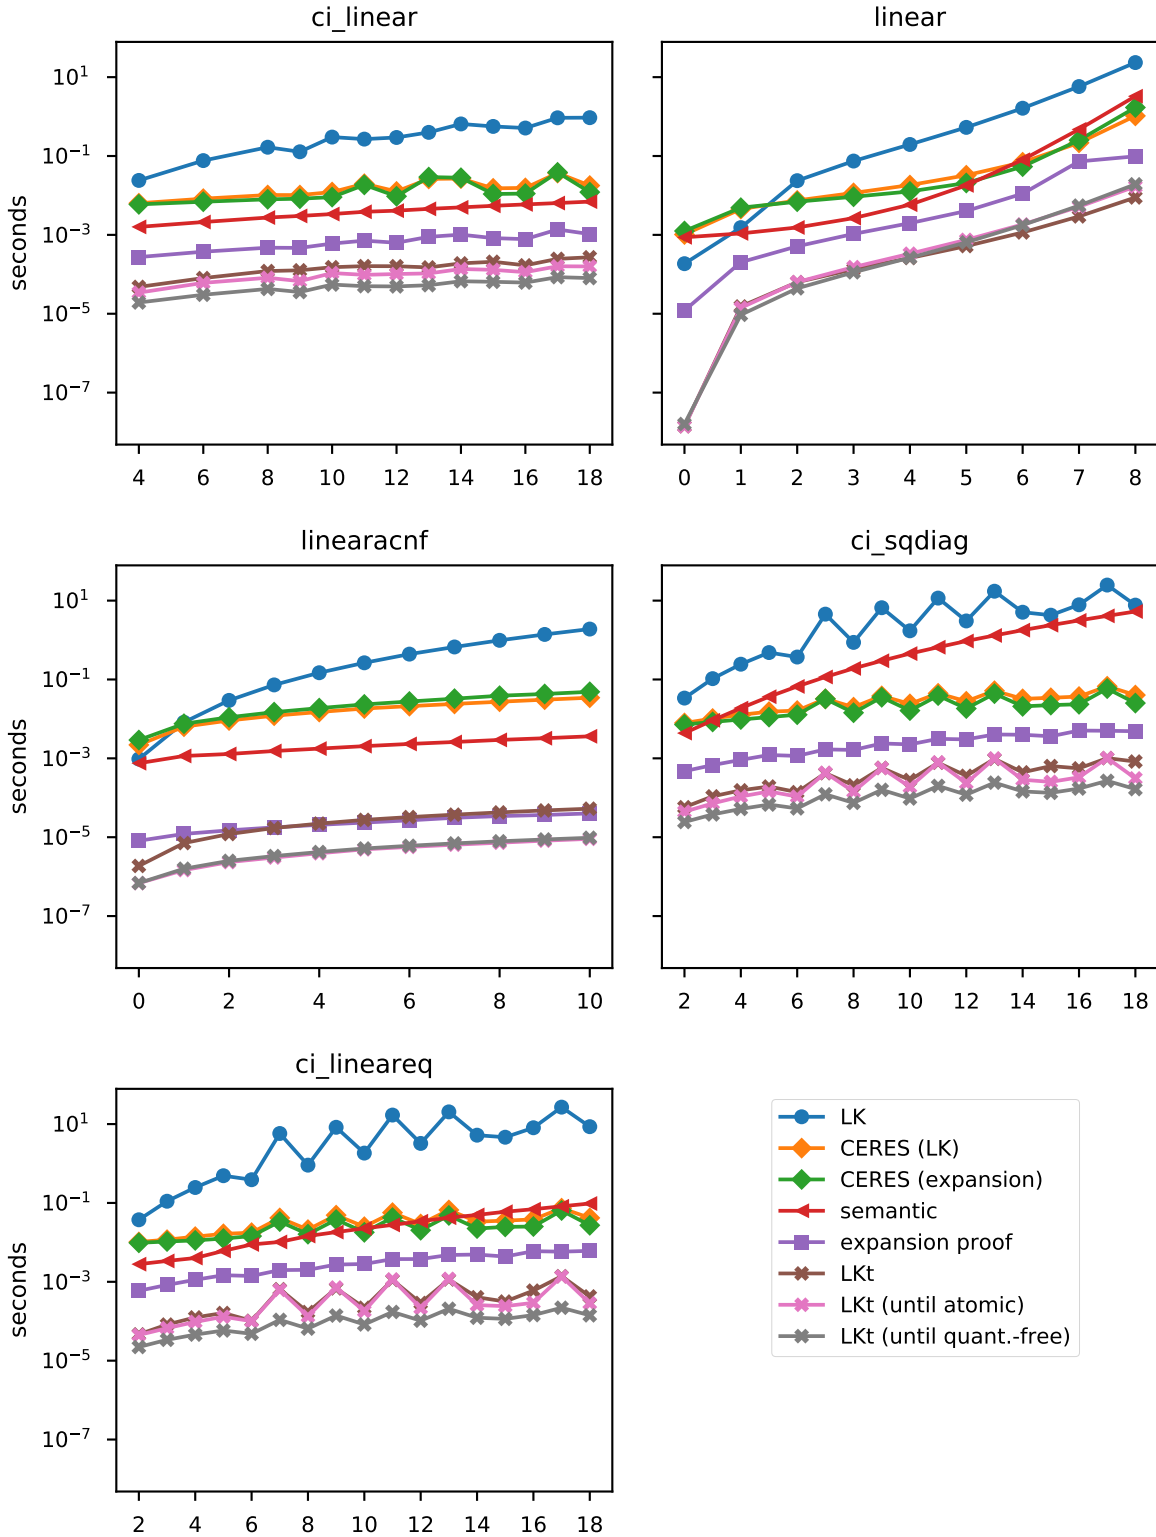 ci_linear
seconds
10^1
10^-1
10^-3
10^-5
10^-7
4 6 8 10 12 14 16 18
linear
0 1 2 3 4 5 6 7 8
linearacnf
seconds
10^1
10^-1
10^-3
10^-5
10^-7
0 2 4 6 8 10
ci_sqdiag
2 4 6 8 10 12 14 16 18
ci_lineareq
seconds
10^1
10^-1
10^-3
10^-5
10^-7
2 4 6 8 10 12 14 16 18
LK
CERES (LK)
CERES (expansion)
semantic
expansion proof
LKt
LKt (until atomic)
LKt (until quant.-free)